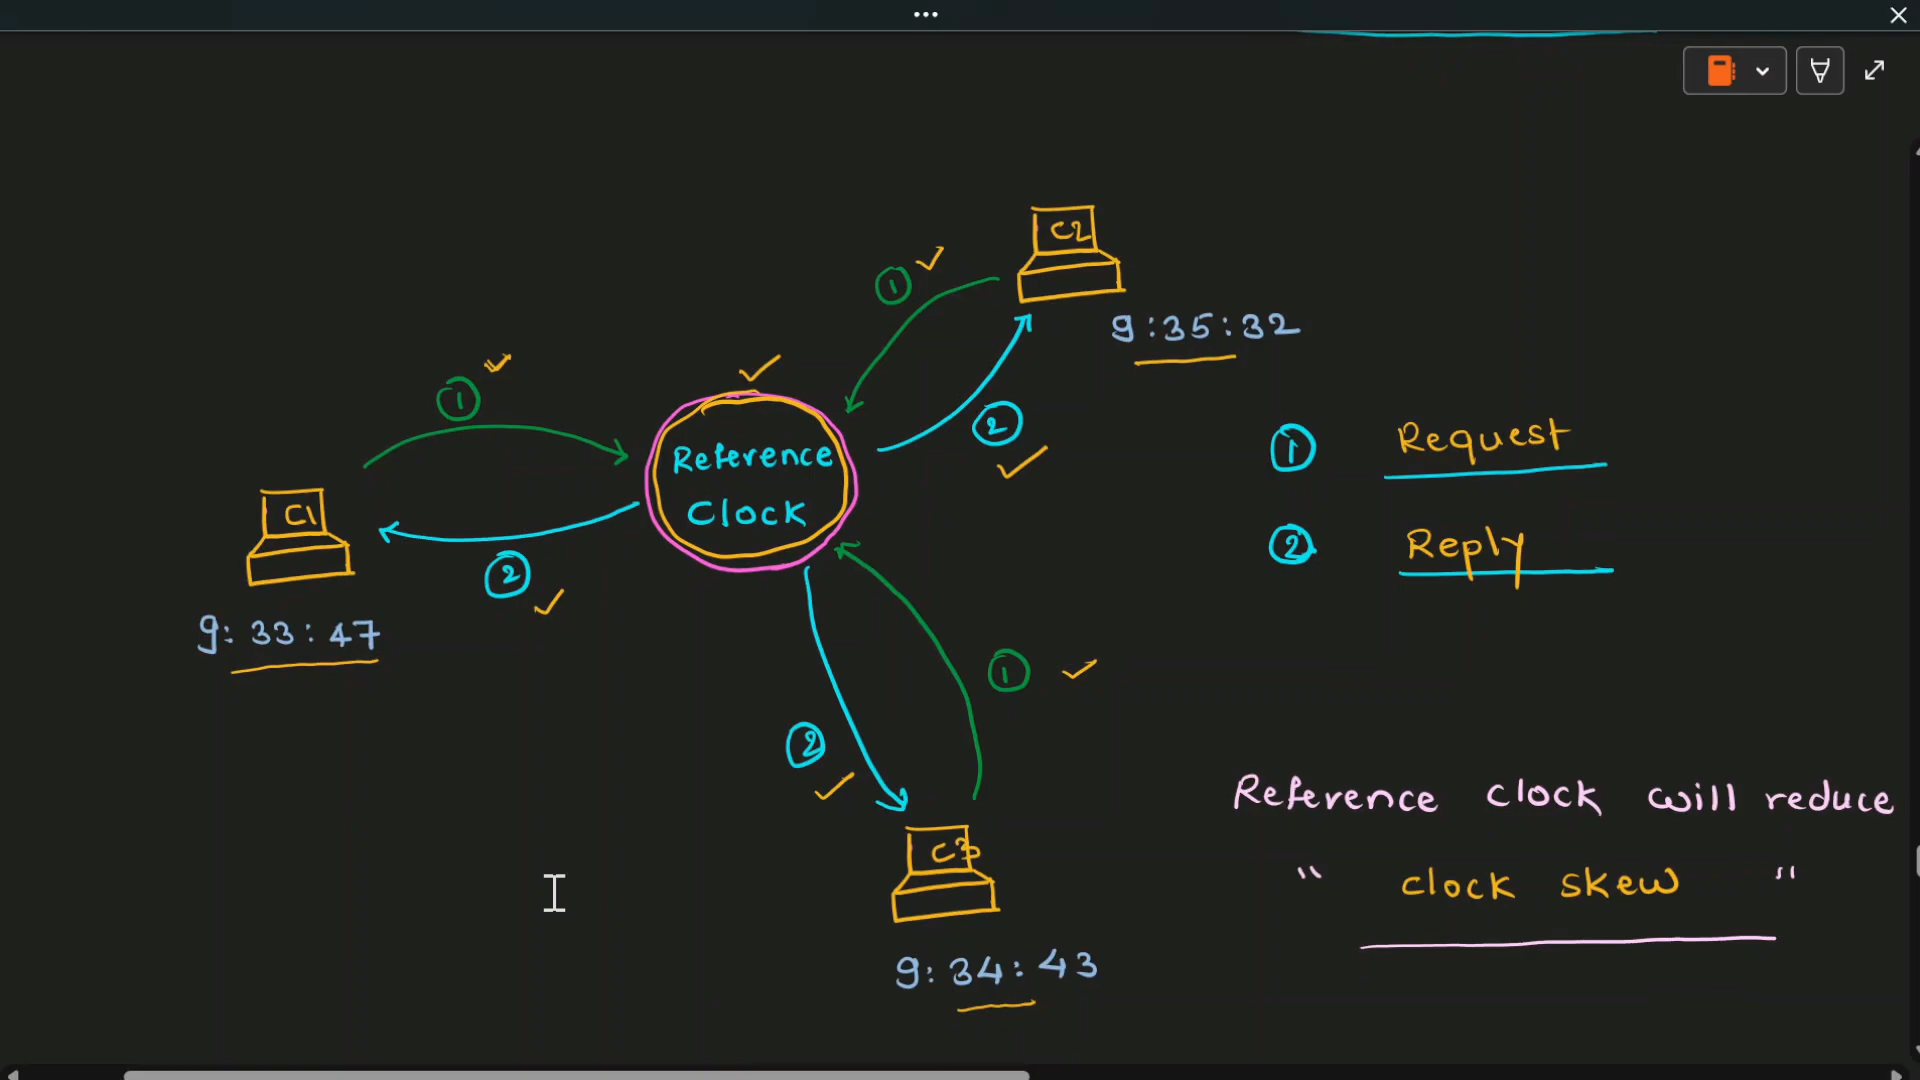 C2
①
9:35:32
①
②
① Request
Reference
Clock
C1
② Reply
②
9:33:47
①
②
Reference clock will reduce
C3
" clock skew "
9:34:43